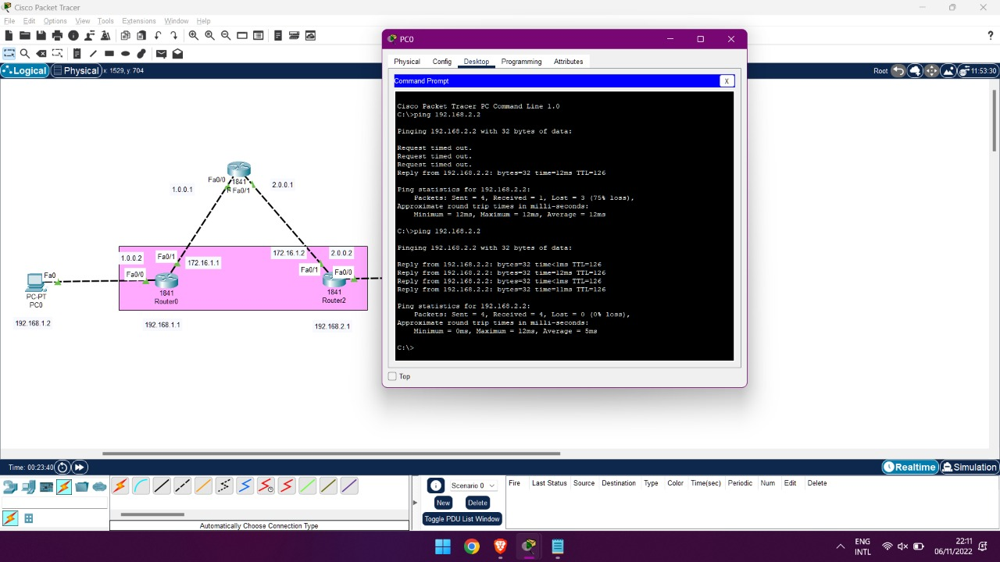 Cisco Packet Tracer
File Edit Options View Tools Extensions Window Help
?
Logical Physical x: 1529, y: 704
Root 11:53:30
PC0
Physical Config Desktop Programming Attributes
Command Prompt X
Cisco Packet Tracer PC Command Line 1.0
C:\>ping 192.168.2.2
Pinging 192.168.2.2 with 32 bytes of data:
Request timed out.
Request timed out.
Request timed out.
Reply from 192.168.2.2: bytes=32 time=12ms TTL=126
Ping statistics for 192.168.2.2:
Packets: Sent = 4, Received = 1, Lost = 3 (75% loss),
Approximate round trip times in milli-seconds:
Minimum = 12ms, Maximum = 12ms, Average = 12ms
C:\>ping 192.168.2.2
Pinging 192.168.2.2 with 32 bytes of data:
Reply from 192.168.2.2: bytes=32 time<1ms TTL=126
Reply from 192.168.2.2: bytes=32 time=12ms TTL=126
Reply from 192.168.2.2: bytes=32 time<1ms TTL=126
Reply from 192.168.2.2: bytes=32 time=11ms TTL=126
Ping statistics for 192.168.2.2:
Packets: Sent = 4, Received = 4, Lost = 0 (0% loss),
Approximate round trip times in milli-seconds:
Minimum = 0ms, Maximum = 12ms, Average = 5ms
C:\>
Top
Fa0/0 1841
1.0.0.1 Fa0/1 2.0.0.1
1.0.0.2 Fa0/1 172.16.1.1 172.16.1.2 2.0.0.2
Fa0 Fa0/0 Fa0/1 Fa0/0
PC-PT 1841 1841
PC0 Router0 Router2
192.168.1.2 192.168.1.1 192.168.2.1
Time: 00:23:40
Realtime Simulation
Scenario 0
New Delete
Toggle PDU List Window
Fire Last Status Source Destination Type Color Time(sec) Periodic Num Edit Delete
Automatically Choose Connection Type
ENG
INTL
22:11
06/11/2022